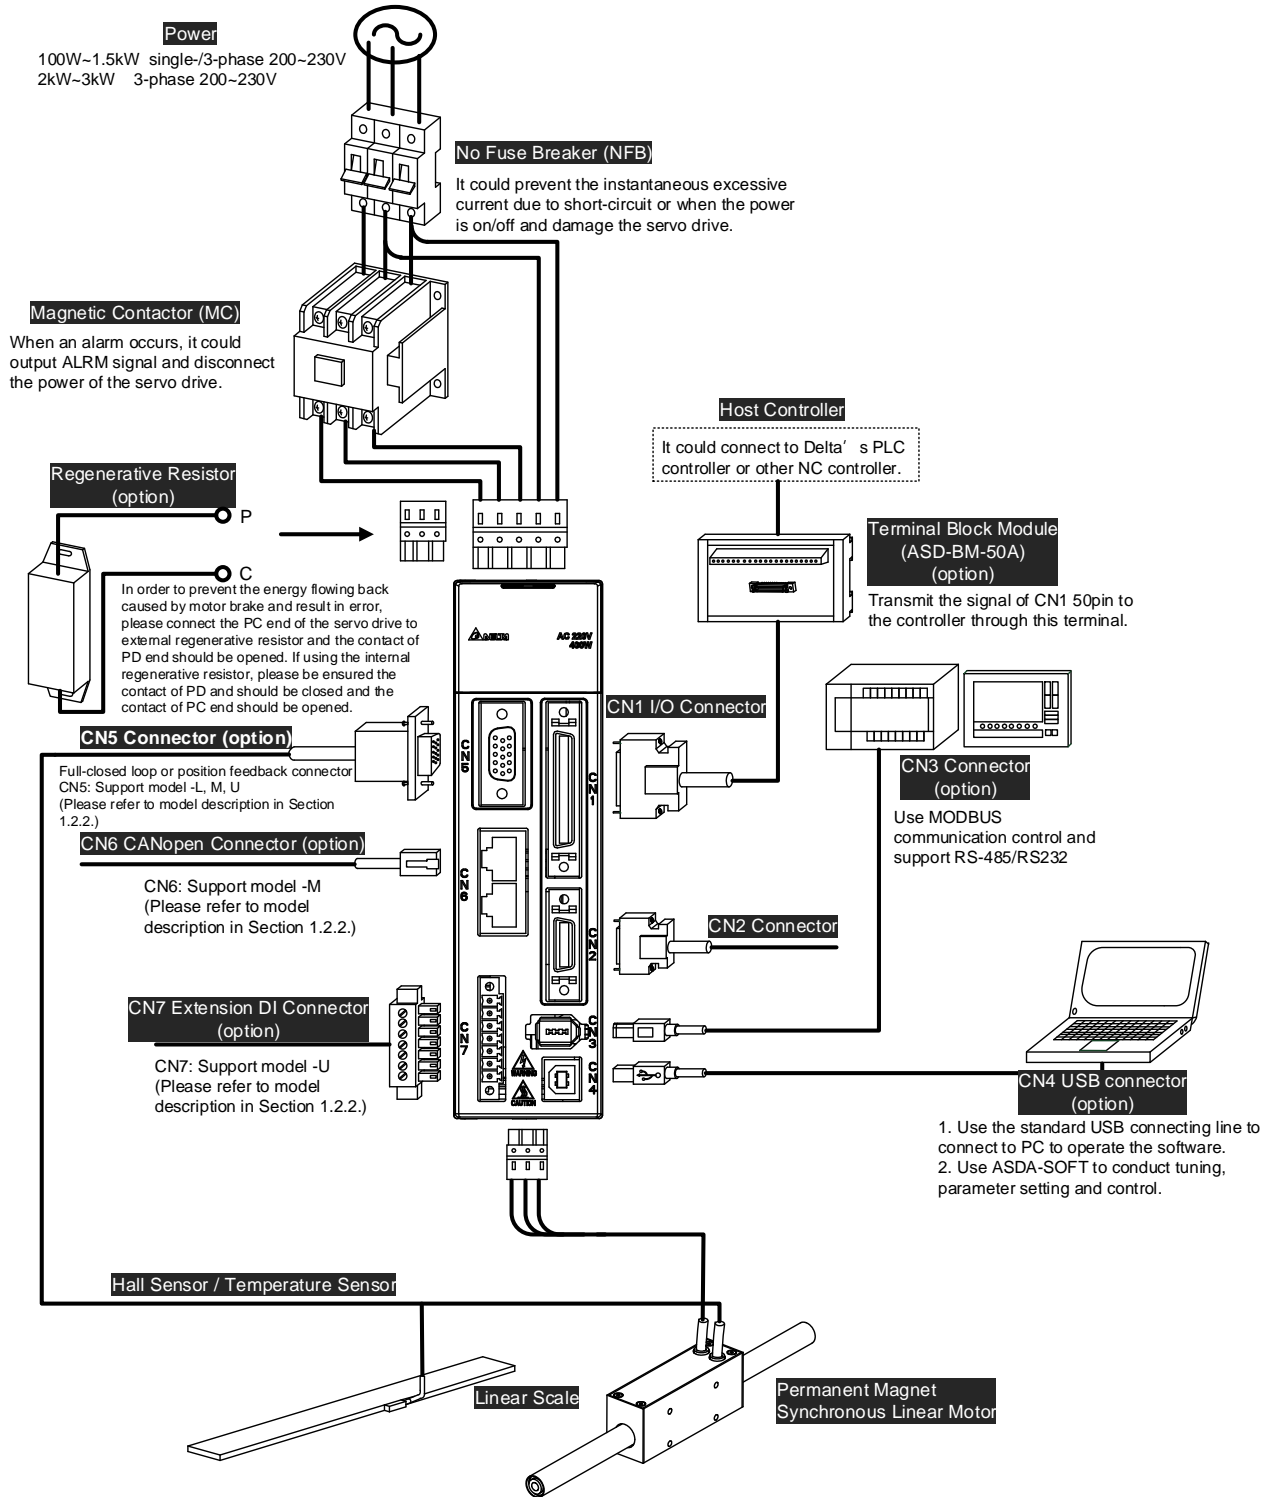 Power
100W~1.5kW single-/3-phase 200~230V
2kW~3kW 3-phase 200~230V
No Fuse Breaker (NFB)
It could prevent the instantaneous excessive
current due to short-circuit or when the power
is on/off and damage the servo drive.
Magnetic Contactor (MC)
When an alarm occurs, it could
output ALRM signal and disconnect
the power of the servo drive.
Host Controller
It could connect to Delta’s PLC
controller or other NC controller.
Regenerative Resistor
(option)
P
C
In order to prevent the energy flowing back
caused by motor brake and result in error,
please connect the PC end of the servo drive to
external regenerative resistor and the contact of
PD end should be opened. If using the internal
regenerative resistor, please be ensured the
contact of PD and should be closed and the
contact of PC end should be opened.
Terminal Block Module
(ASD-BM-50A)
(option)
Transmit the signal of CN1 50pin to
the controller through this terminal.
DELTA
AC 220V
400W
CN1 I/O Connector
CN5 Connector (option)
Full-closed loop or position feedback connector
CN5: Support model -L, M, U
(Please refer to model description in Section
1.2.2.)
CN5
CN1
CN3 Connector
(option)
Use MODBUS
communication control and
support RS-485/RS232
CN6 CANopen Connector (option)
CN6: Support model -M
(Please refer to model
description in Section 1.2.2.)
CN6
CN2
CN2 Connector
CN7 Extension DI Connector
(option)
CN7: Support model -U
(Please refer to model
description in Section 1.2.2.)
CN7
CN3
CN4
WARNING
CAUTION
CN4 USB connector
(option)
1. Use the standard USB connecting line to
connect to PC to operate the software.
2. Use ASDA-SOFT to conduct tuning,
parameter setting and control.
Hall Sensor / Temperature Sensor
Linear Scale
Permanent Magnet
Synchronous Linear Motor